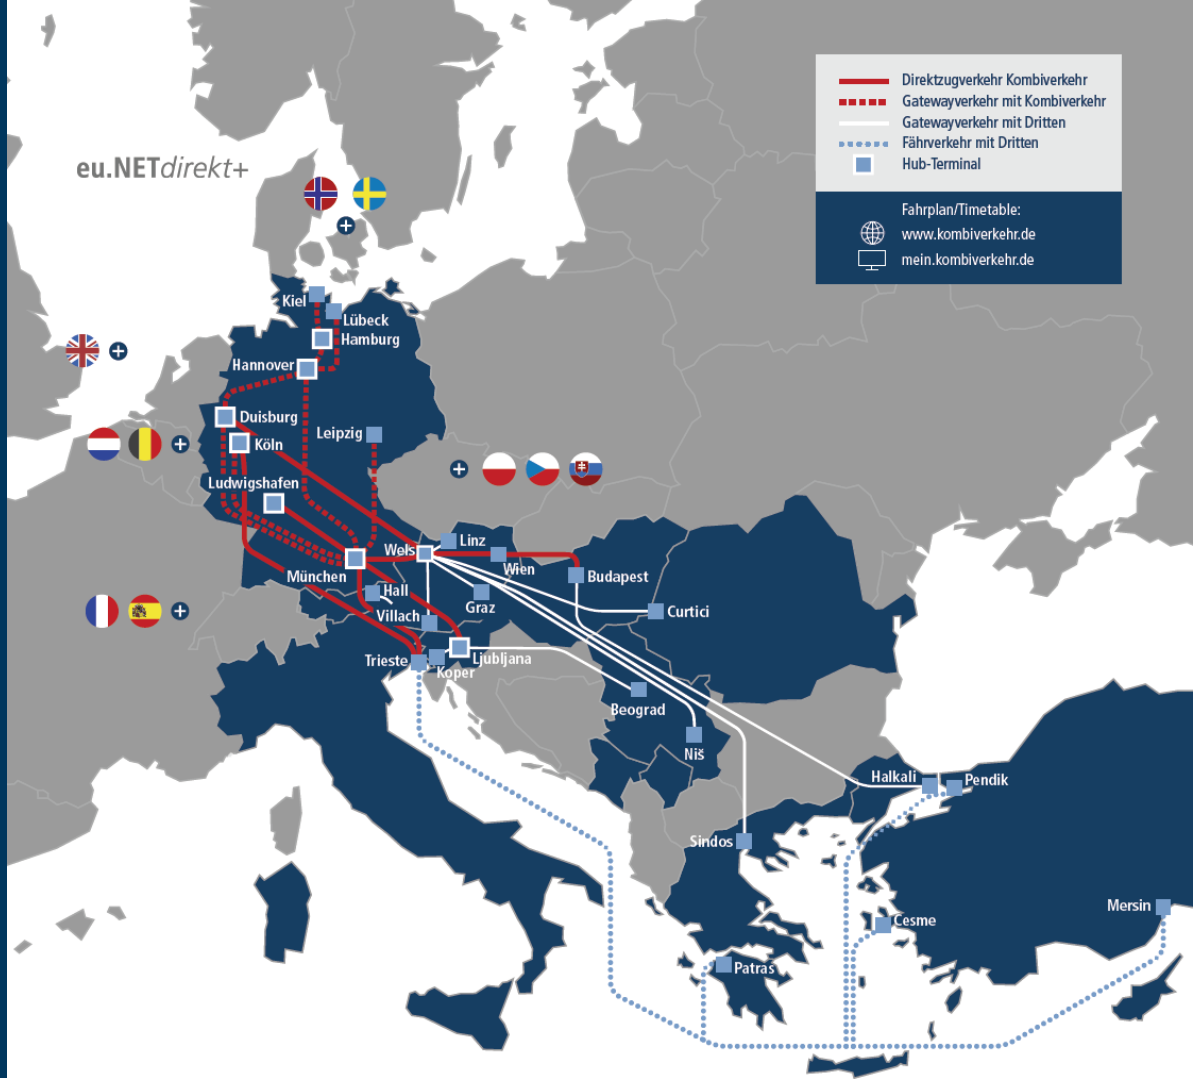 eu.NETdirekt+
Direktzugverkehr Kombiverkehr
Gatewayverkehr mit Kombiverkehr
Gatewayverkehr mit Dritten
Fährverkehr mit Dritten
Hub-Terminal
Fahrplan/Timetable:
www.kombiverkehr.de
mein.kombiverkehr.de
Kiel
Lübeck
Hamburg
Hannover
Duisburg
Köln
Leipzig
Ludwigshafen
Wels
Linz
Wien
München
Budapest
Hall
Graz
Villach
Curtici
Trieste
Koper
Ljubljana
Beograd
Niš
Halkali
Pendik
Sindos
Mersin
Cesme
Patras